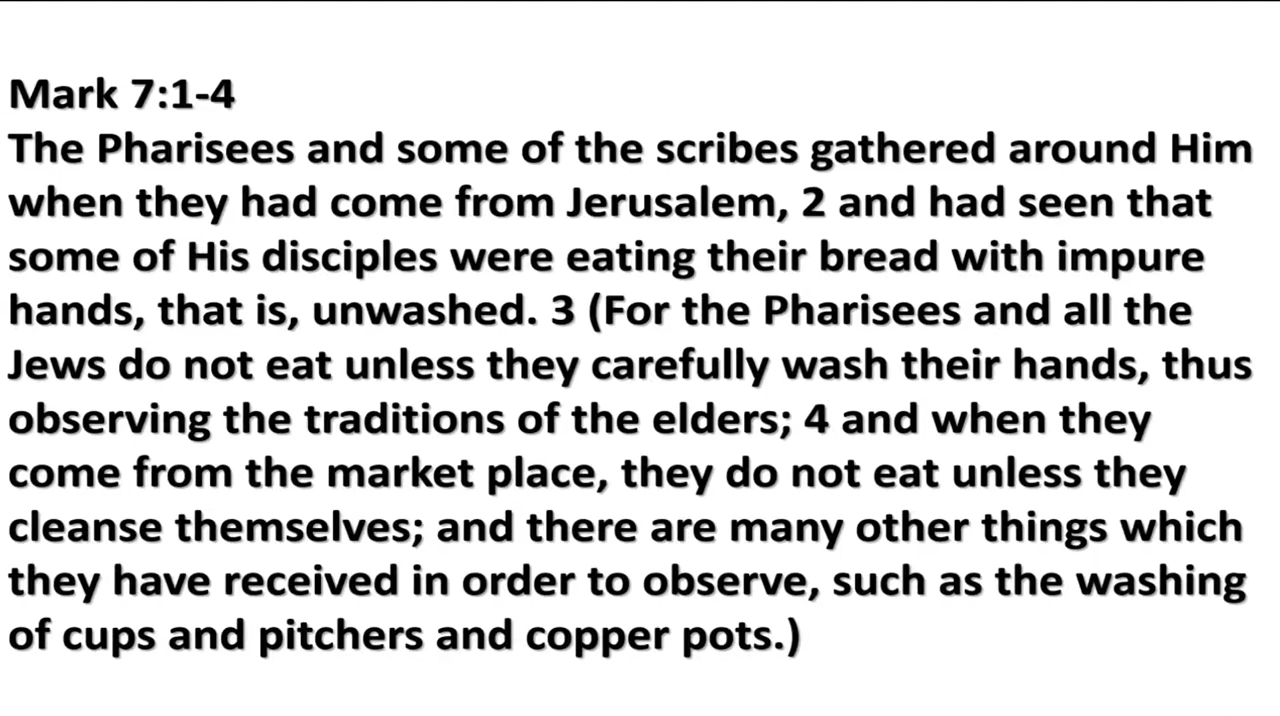 Mark 7:1-4
The Pharisees and some of the scribes gathered around Him
when they had come from Jerusalem, 2 and had seen that
some of His disciples were eating their bread with impure
hands, that is, unwashed. 3 (For the Pharisees and all the
Jews do not eat unless they carefully wash their hands, thus
observing the traditions of the elders; 4 and when they
come from the market place, they do not eat unless they
cleanse themselves; and there are many other things which
they have received in order to observe, such as the washing
of cups and pitchers and copper pots.)